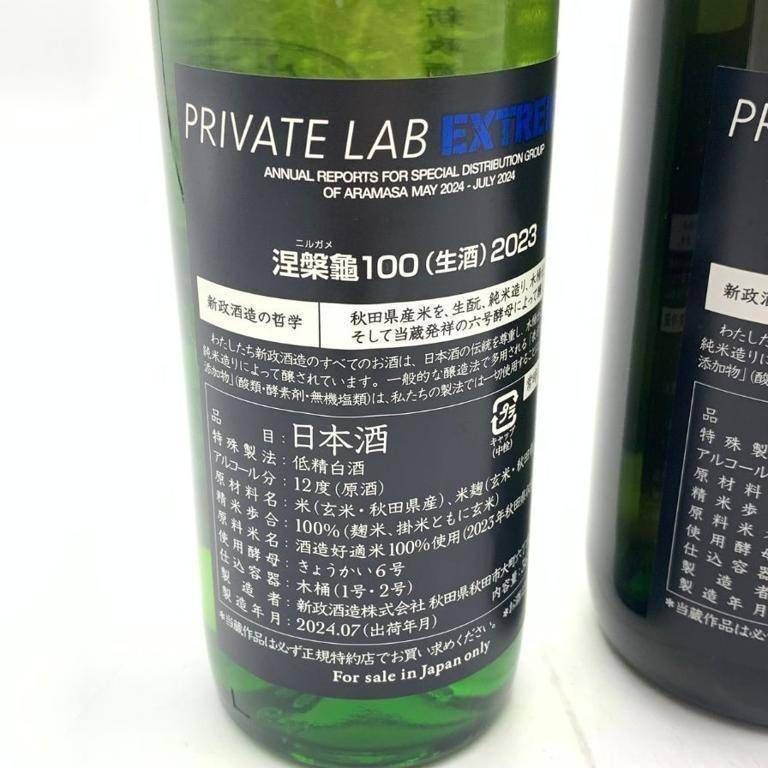 PRIVATE LAB EXTREM
ANNUAL REPORTS FOR SPECIAL DISTRIBUTION GROUP
OF ARAMASA MAY 2024 - JULY 2024
ニルガメ
涅槃龜100(生酒)2023
新政酒造の哲学
秋田県産米を、生酛、純米造り、木桶
そして当蔵発祥の六号酵母によって醸
わたしたち新政酒造のすべてのお酒は、日本酒の伝統を尊重し、木桶
純米造りによって醸されています。一般的な醸造法で多用される「表
添加物」(酸類・酵素剤・無機塩類)は、私たちの製法では一切使用すること
キャップ
(中栓)
品目:日本酒
特殊製法:低精白酒
アルコール分:12度(原酒)
原材料名:米(玄米・秋田県産)、米麹(玄米・秋田
精米歩合:100%(麹米、掛米ともに玄米)
原料米名:酒造好適米100%使用(2023年秋田県
使用酵母:きょうかい6号
仕込容器:木桶(1号・2号)
製造者:新政酒造株式会社 秋田県秋田市大町六丁
内容量
製造年月:2024.07(出荷年月)
*当蔵作品は必ず正規特約店でお買い求めください。
*お酒
For sale in Japan only
PR
新政酒
わたしたち
純米造りに
添加物」(酸
品
特殊製
アルコール
原材料
精米歩
原料米
使用酵
仕込容
製造
製造年
*当蔵作品は必